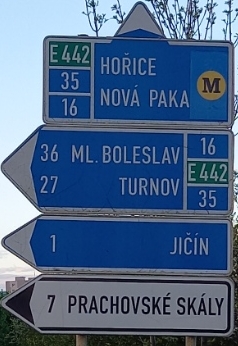 E 442
35
16
HOŘICE
NOVÁ PAKA
M
36 ML. BOLESLAV
27 TURNOV
16
E 442
35
1 JIČÍN
7 PRACHOVSKÉ SKÁLY